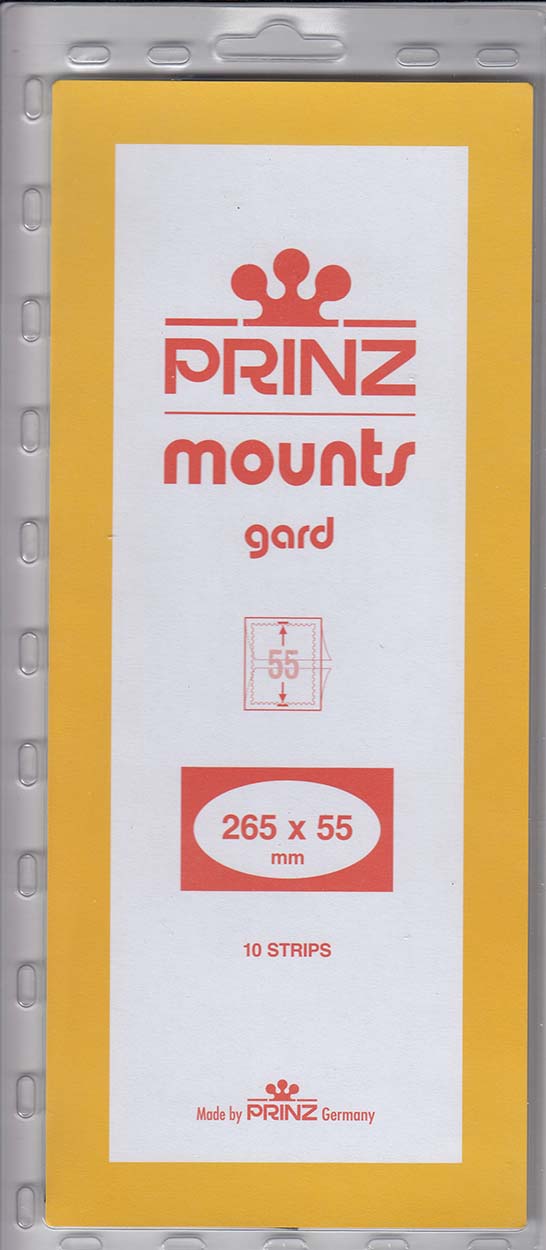 PRINZ
mounts
gard
55
265 x 55
mm
10 STRIPS
Made by PRINZ Germany